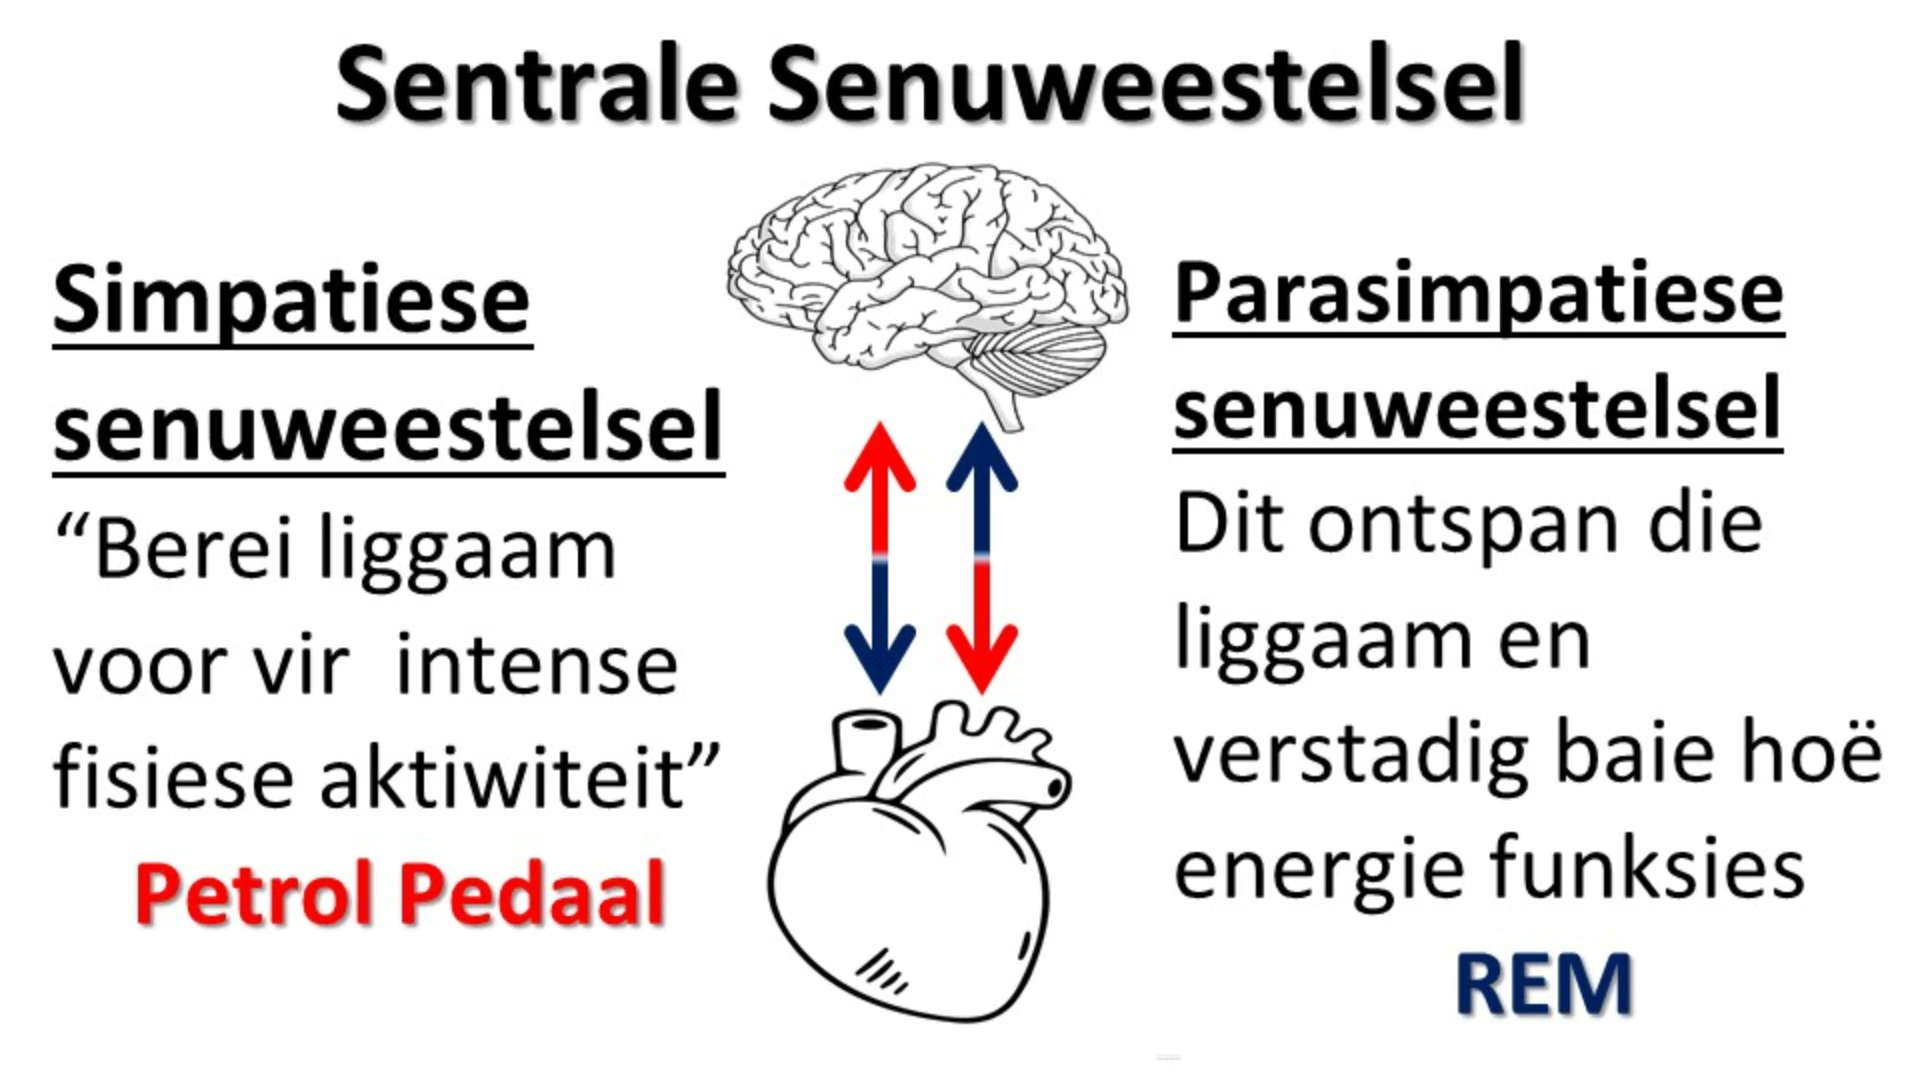 Sentrale Senuweestelsel
Simpatiese
senuweestelsel
“Berei liggaam
voor vir  intense
fisiese aktiwiteit”
Petrol Pedaal
Parasimpatiese
senuweestelsel
Dit ontspan die
liggaam en
verstadig baie hoë
energie funksies
REM